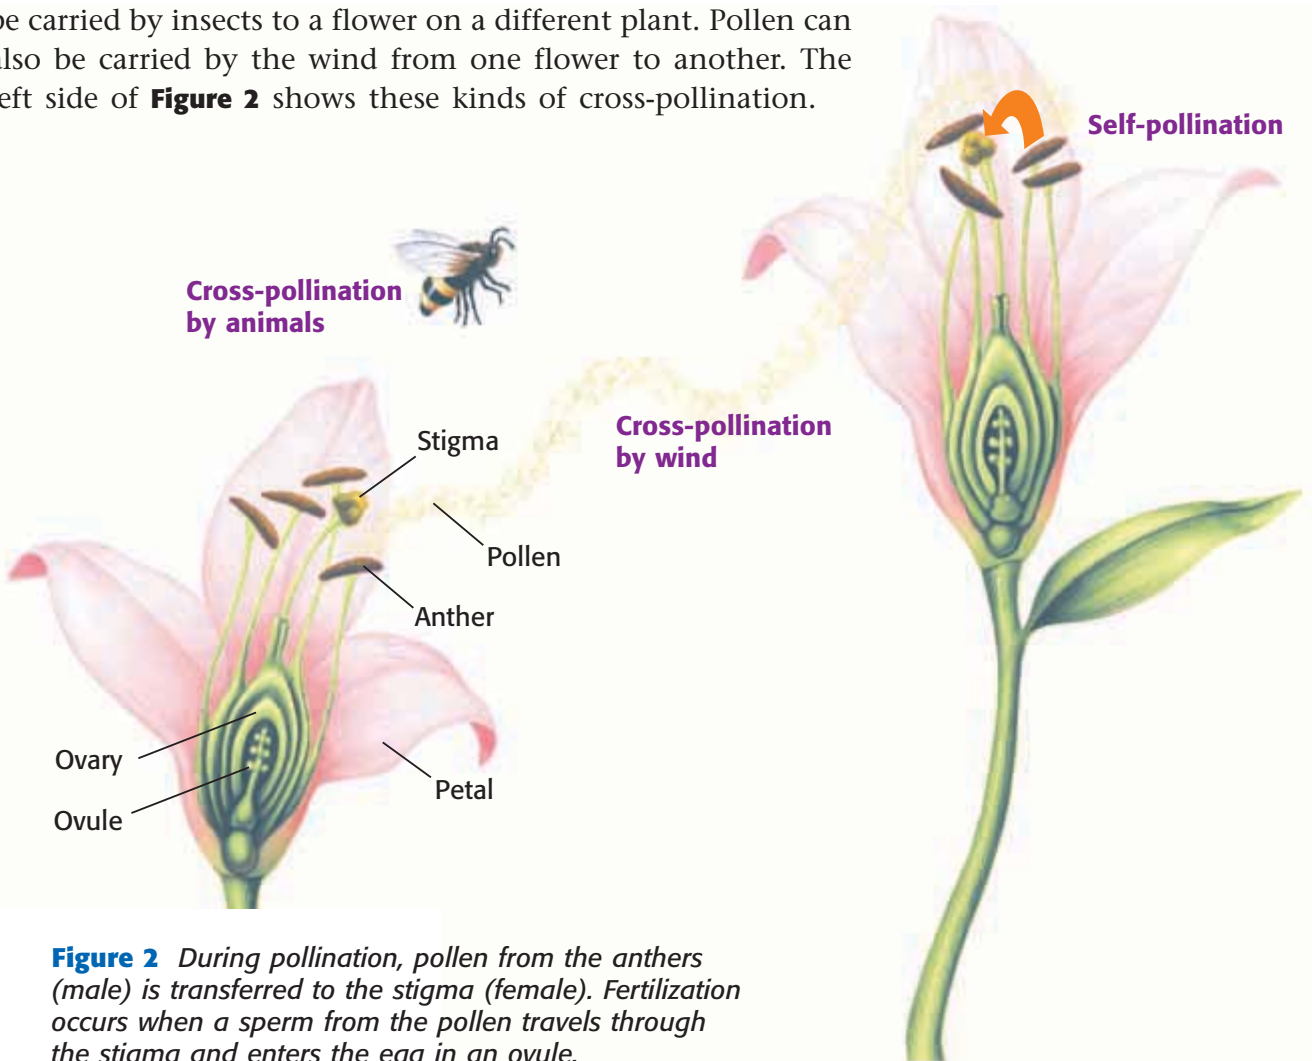 be carried by insects to a flower on a different plant. Pollen can
also be carried by the wind from one flower to another. The
left side of Figure 2 shows these kinds of cross-pollination.
Self-pollination
Cross-pollination
by animals
Cross-pollination
by wind
Stigma
Pollen
Anther
Ovary
Ovule
Petal
Figure 2 During pollination, pollen from the anthers
(male) is transferred to the stigma (female). Fertilization
occurs when a sperm from the pollen travels through
the stigma and enters the egg in an ovule.